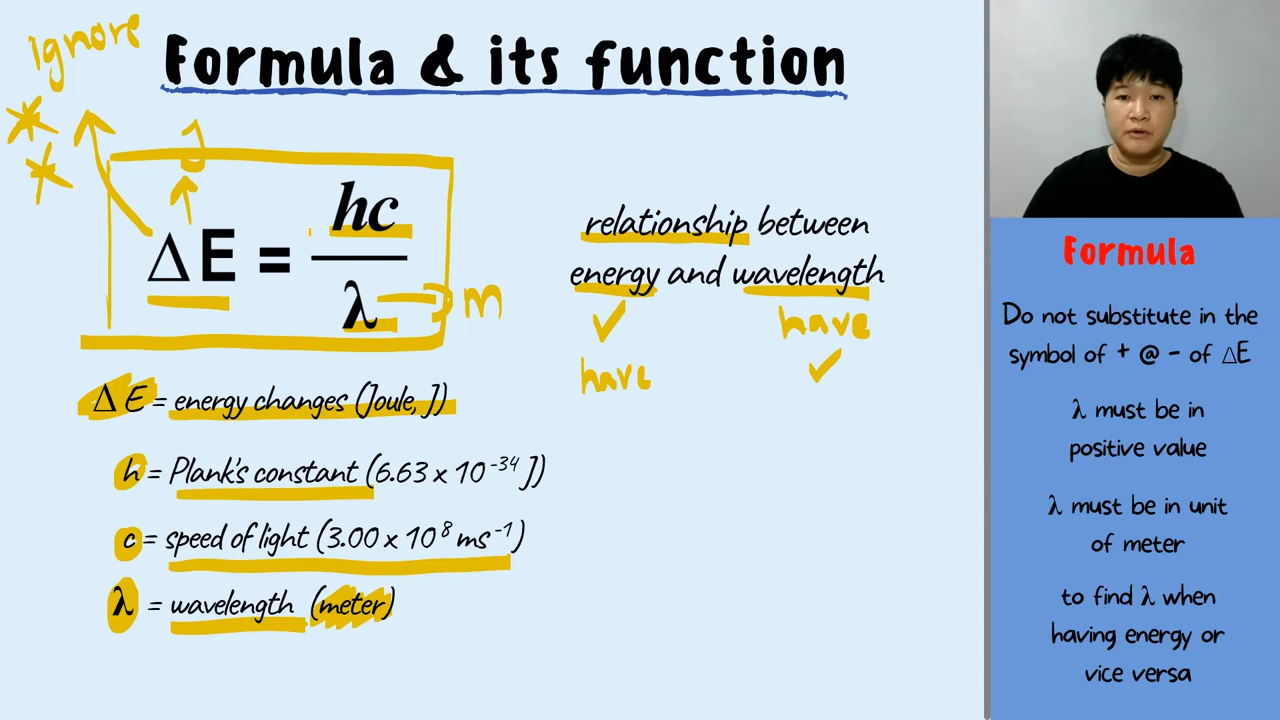 ignore
Formula & its function
ΔE = hc/λ
m
relationship between
energy and wavelength
have
have
Δ E = energy changes (Joule, J)
h = Plank's constant (6.63 x 10⁻³⁴ J)
c = speed of light (3.00 x 10⁸ ms⁻¹)
λ = wavelength (meter)
Formula
Do not substitute in the
symbol of + @ - of ΔE
λ must be in
positive value
λ must be in unit
of meter
to find λ when
having energy or
vice versa